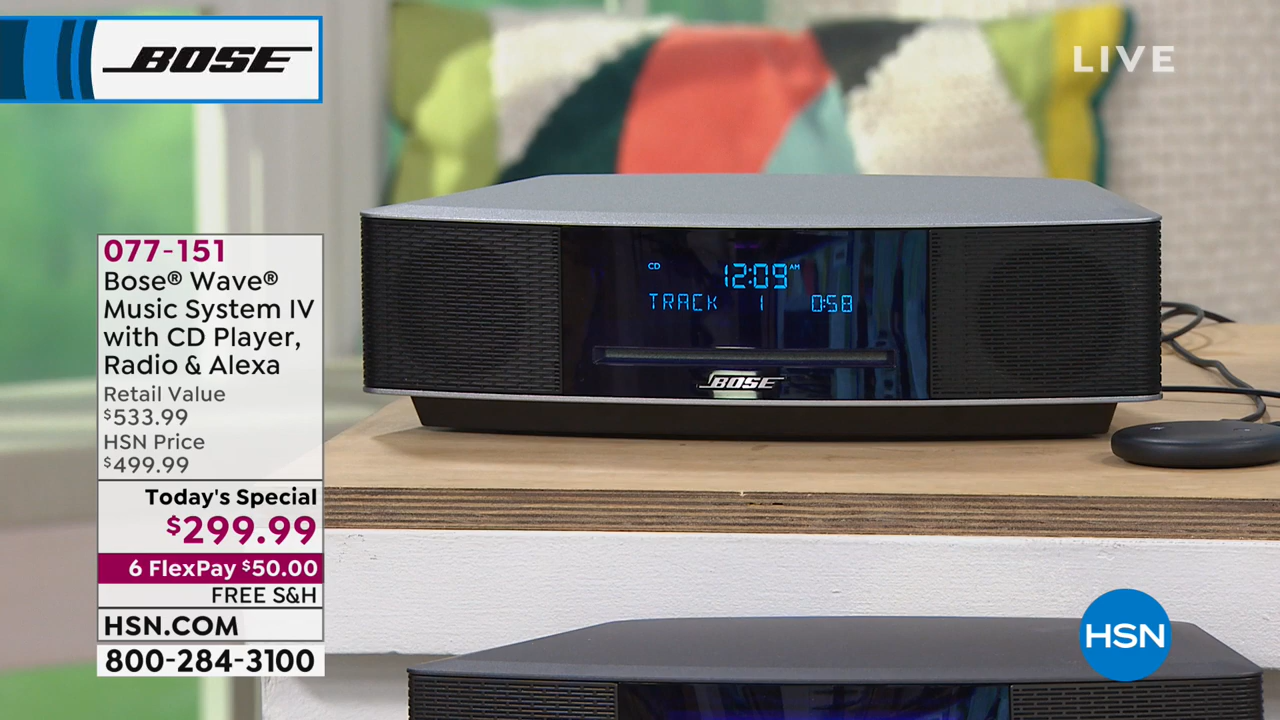 BOSE
LIVE
077-151
Bose® Wave®
Music System IV
with CD Player,
Radio & Alexa
Retail Value
$533.99
HSN Price
$499.99
Today's Special
$299.99
6 FlexPay $50.00
FREE S&H
HSN.COM
800-284-3100
CD
12:09 AM
TRACK 1 0:58
BOSE
HSN